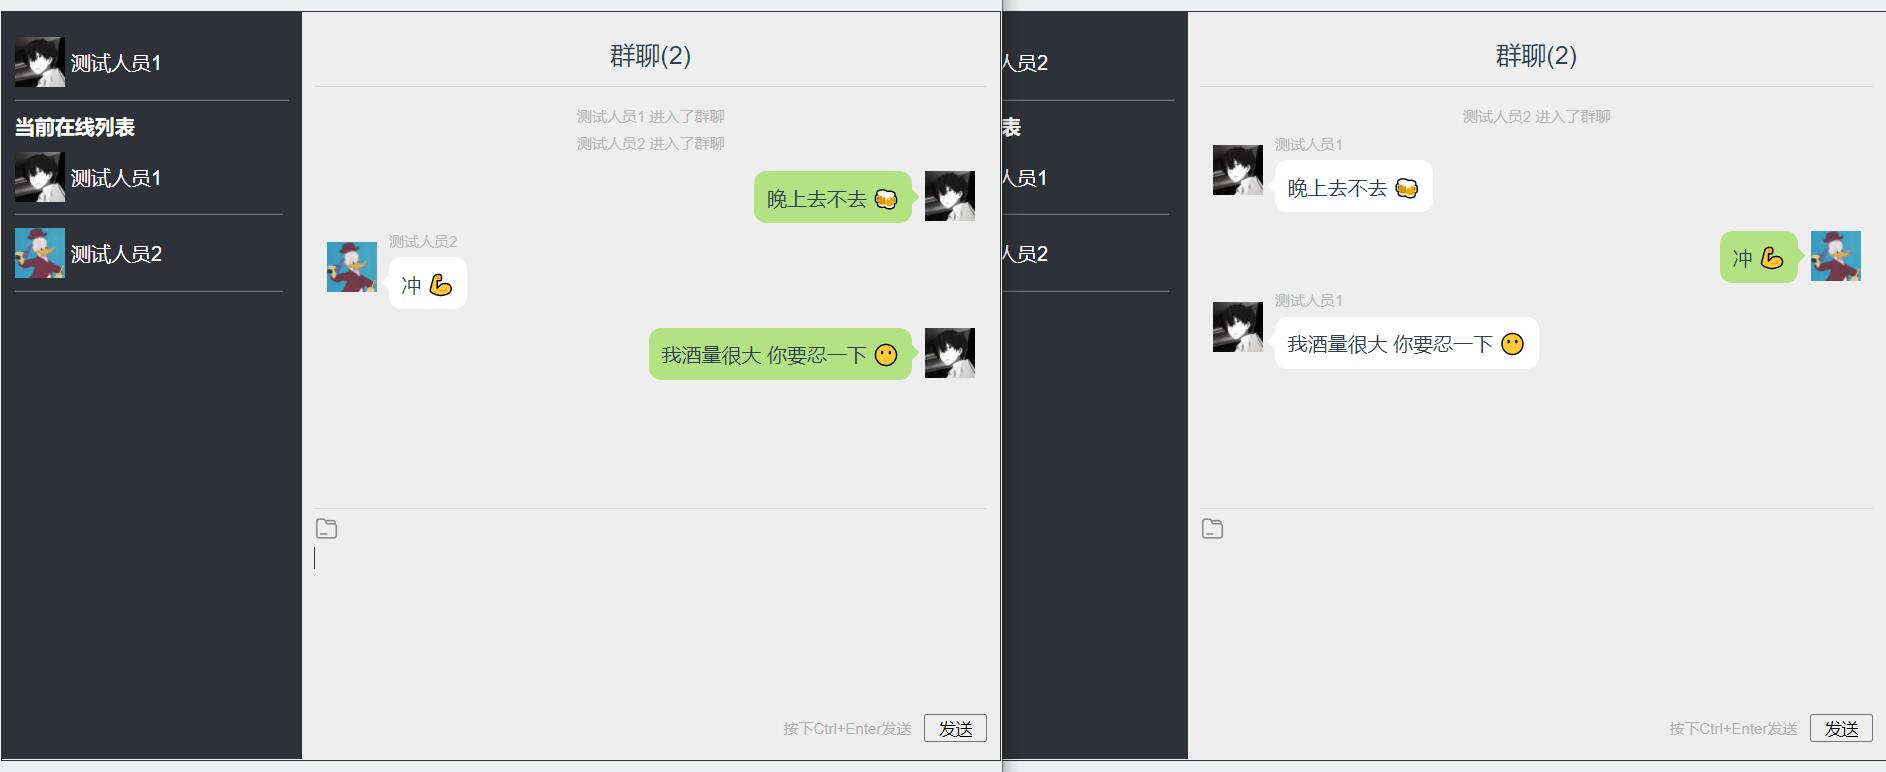 测试人员1
当前在线列表
测试人员1
测试人员2
群聊(2)
测试人员1 进入了群聊
测试人员2 进入了群聊
晚上去不去 🍻
测试人员2
冲 💪
我酒量很大 你要忍一下 😶
按下Ctrl+Enter发送
发送
人员2
表
人员1
人员2
群聊(2)
测试人员2 进入了群聊
测试人员1
晚上去不去 🍻
冲 💪
测试人员1
我酒量很大 你要忍一下 😶
按下Ctrl+Enter发送
发送